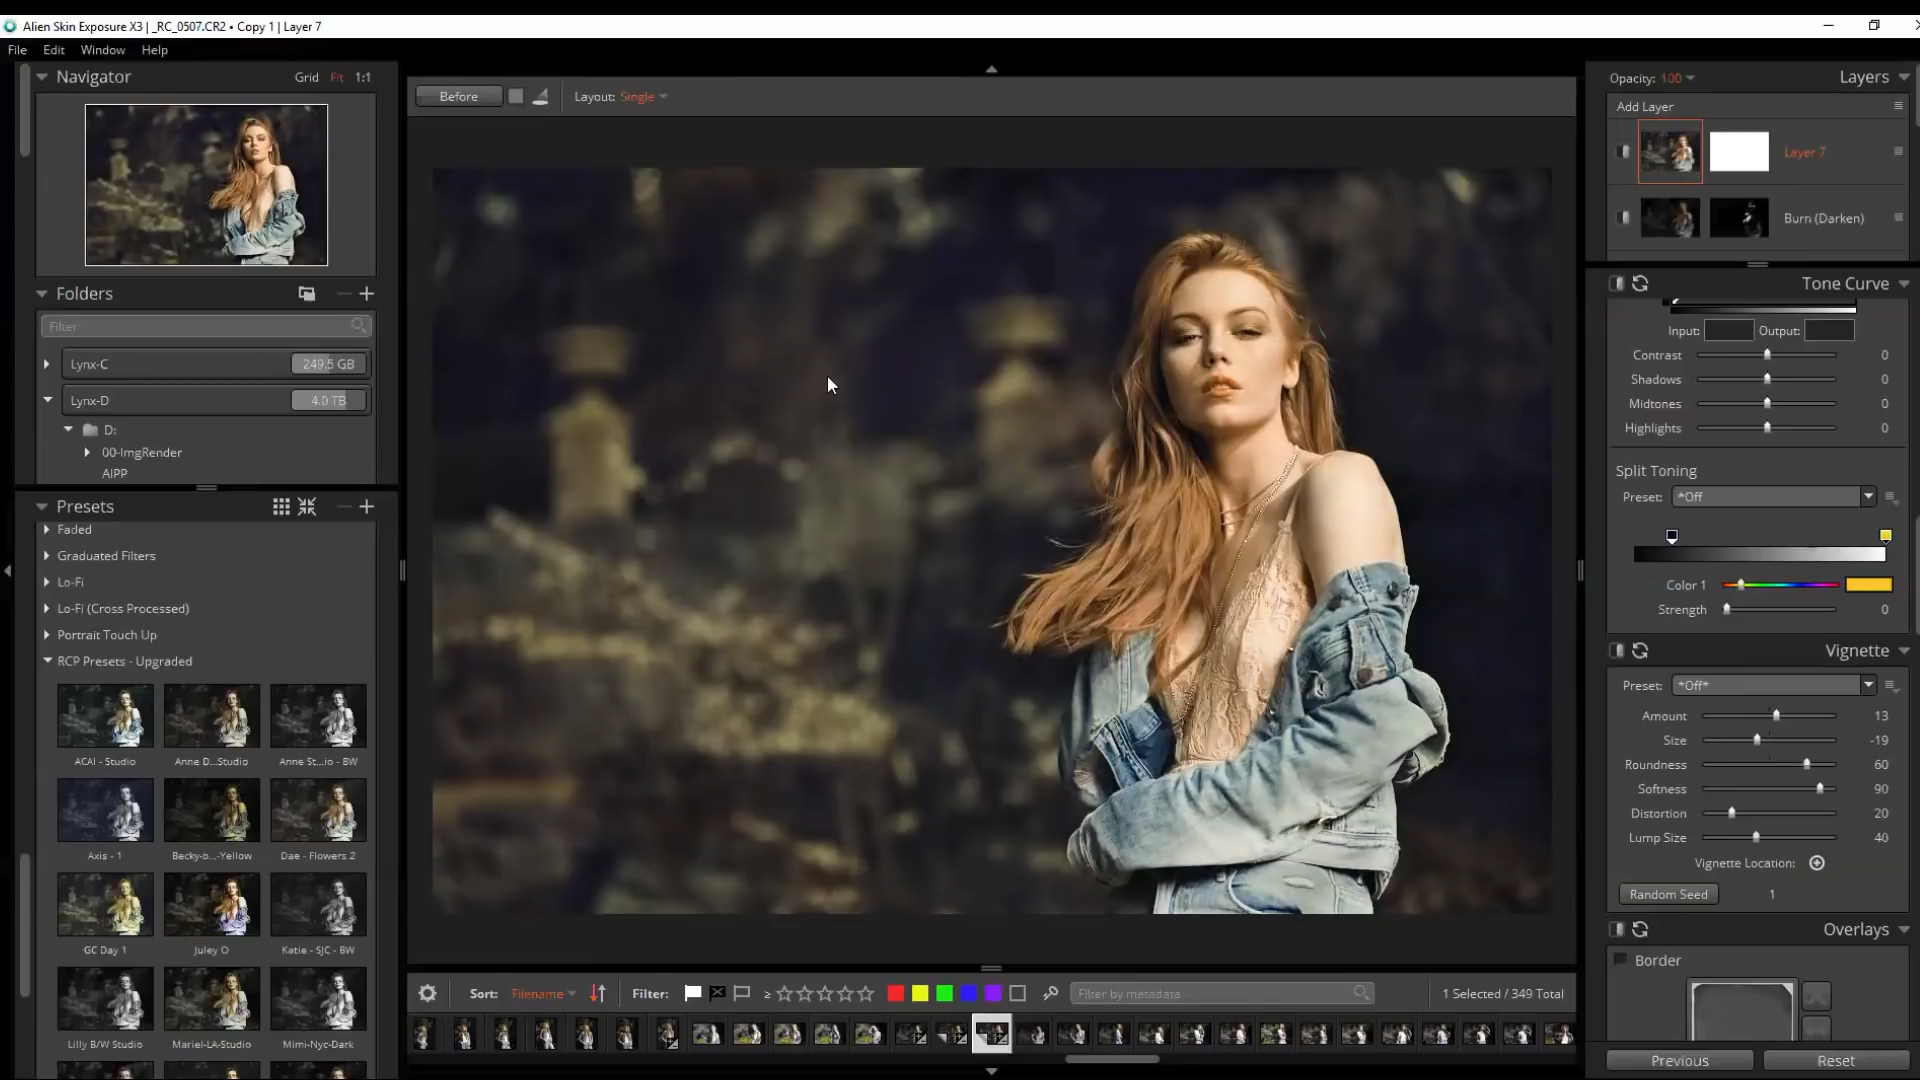 Alien Skin Exposure X3 | _RC_0507.CR2 • Copy 1 | Layer 7
File Edit Window Help
Navigator Grid Fit 1:1
Before Layout: Single
Opacity: 100 Layers
Add Layer
Layer 7
Burn (Darken)
Folders
Filter
Lynx-C 249.5 GB
Lynx-D 4.0 TB
D:
00-ImgRender
AIPP
Presets
Faded
Graduated Filters
Lo-Fi
Lo-Fi (Cross Processed)
Portrait Touch Up
RCP Presets - Upgraded
ACAI - Studio Anne D...Studio Anne St...io - BW
Axis - 1 Becky-b...-Yellow Dae - Flowers 2
GC Day 1 Juley O Katie - SJC - BW
Lilly B/W Studio Mariel-LA-Studio Mimi-Nyc-Dark
Tone Curve
Input: Output:
Contrast 0
Shadows 0
Midtones 0
Highlights 0
Split Toning
Preset: *Off
Color 1
Strength 0
Vignette
Preset: *Off*
Amount 13
Size -19
Roundness 60
Softness 90
Distortion 20
Lump Size 40
Vignette Location:
Random Seed 1
Overlays
Border
Sort: Filename Filter: ≥ Filter by metadata 1 Selected / 349 Total
Previous Reset